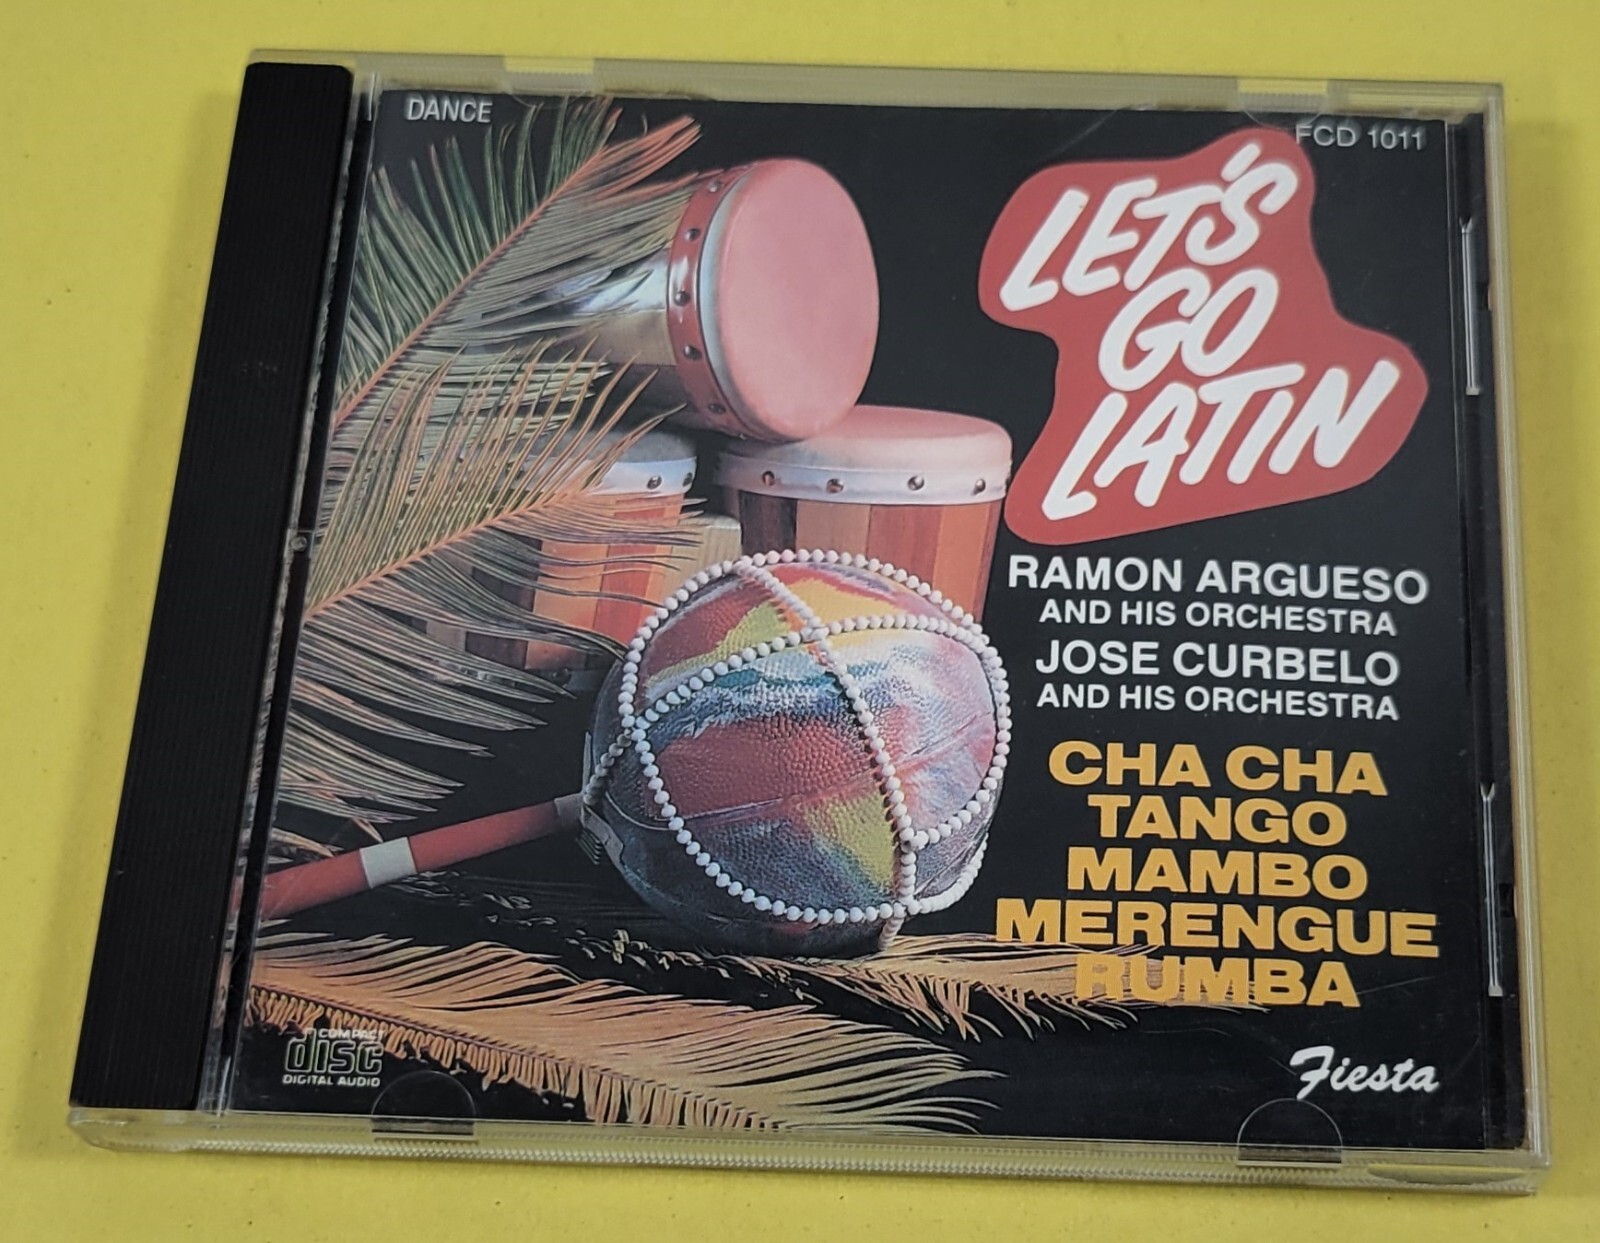 DANCE
FCD 1011
LET'S
GO
LATIN
RAMON ARGUESO
AND HIS ORCHESTRA
JOSE CURBELO
AND HIS ORCHESTRA
CHA CHA
TANGO
MAMBO
MERENGUE
RUMBA
Fiesta
COMPACT
disc
DIGITAL AUDIO